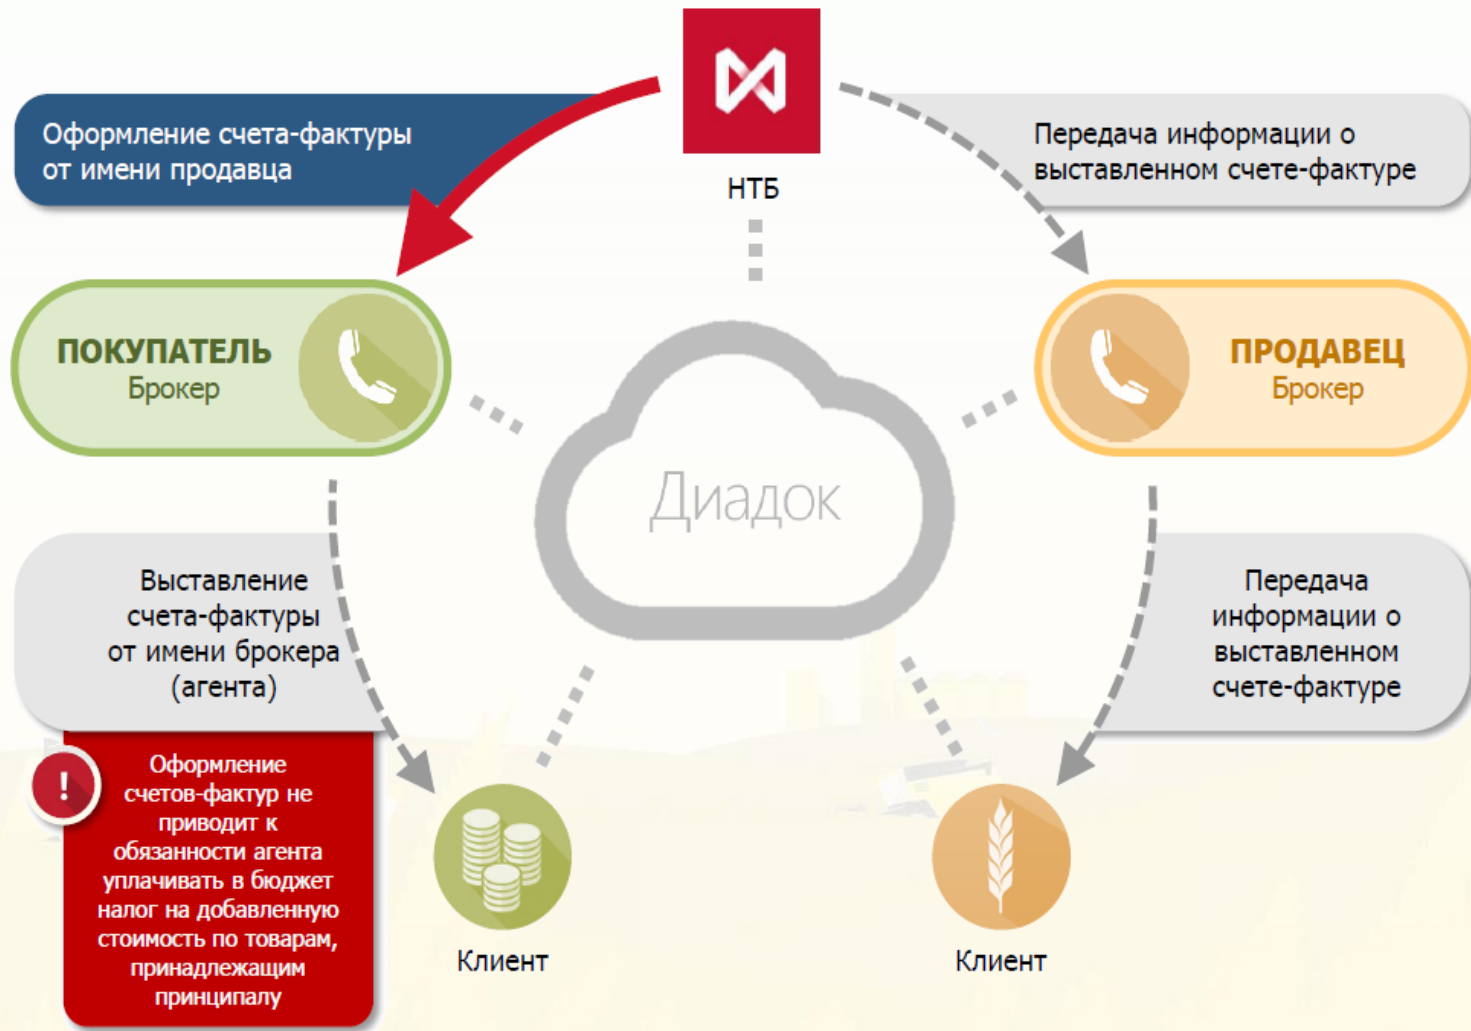 Оформление счета-фактуры
от имени продавца
НТБ
Передача информации о
выставленном счете-фактуре
ПОКУПАТЕЛЬ
Брокер
ПРОДАВЕЦ
Брокер
Диадок
Выставление
счета-фактуры
от имени брокера
(агента)
Передача
информации о
выставленном
счете-фактуре
!
Оформление
счетов-фактур не
приводит к
обязанности агента
уплачивать в бюджет
налог на добавленную
стоимость по товарам,
принадлежащим
принципалу
Клиент
Клиент